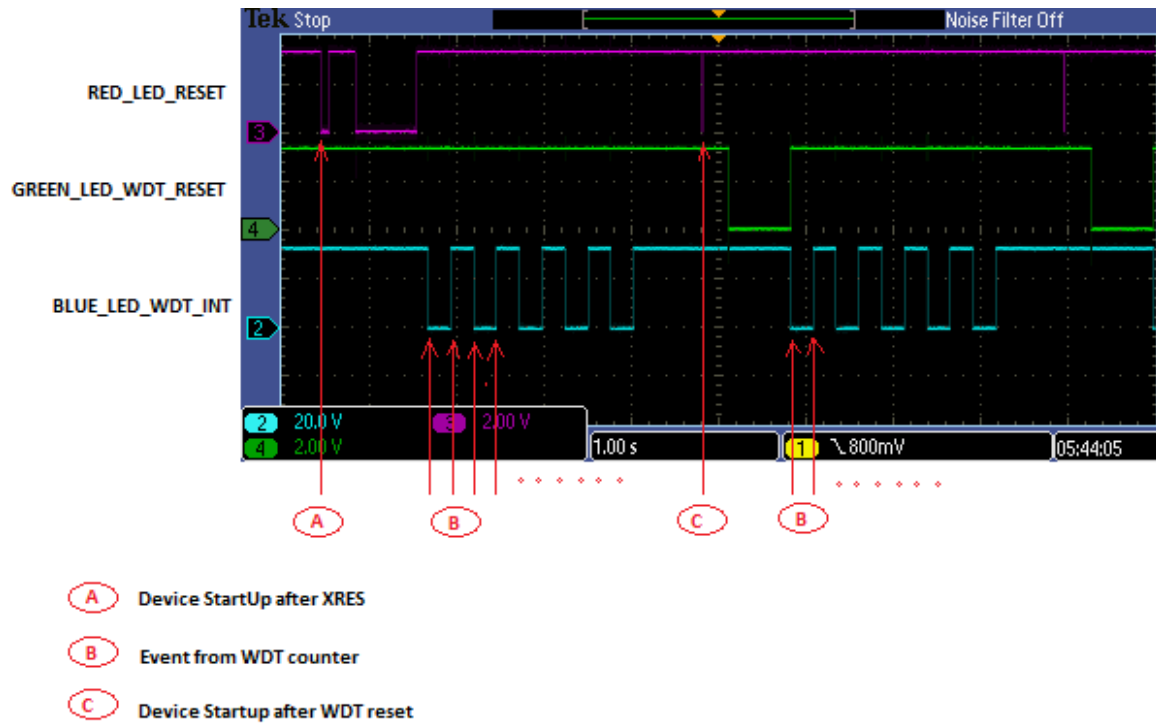 Tek Stop Noise Filter Off
RED_LED_RESET
3
GREEN_LED_WDT_RESET
4
BLUE_LED_WDT_INT
2
2 20.0 V 3 2.00 V
4 2.00 V 1.00 s 1 \ 800mV 05:44:05
A B C B
A Device StartUp after XRES
B Event from WDT counter
C Device Startup after WDT reset